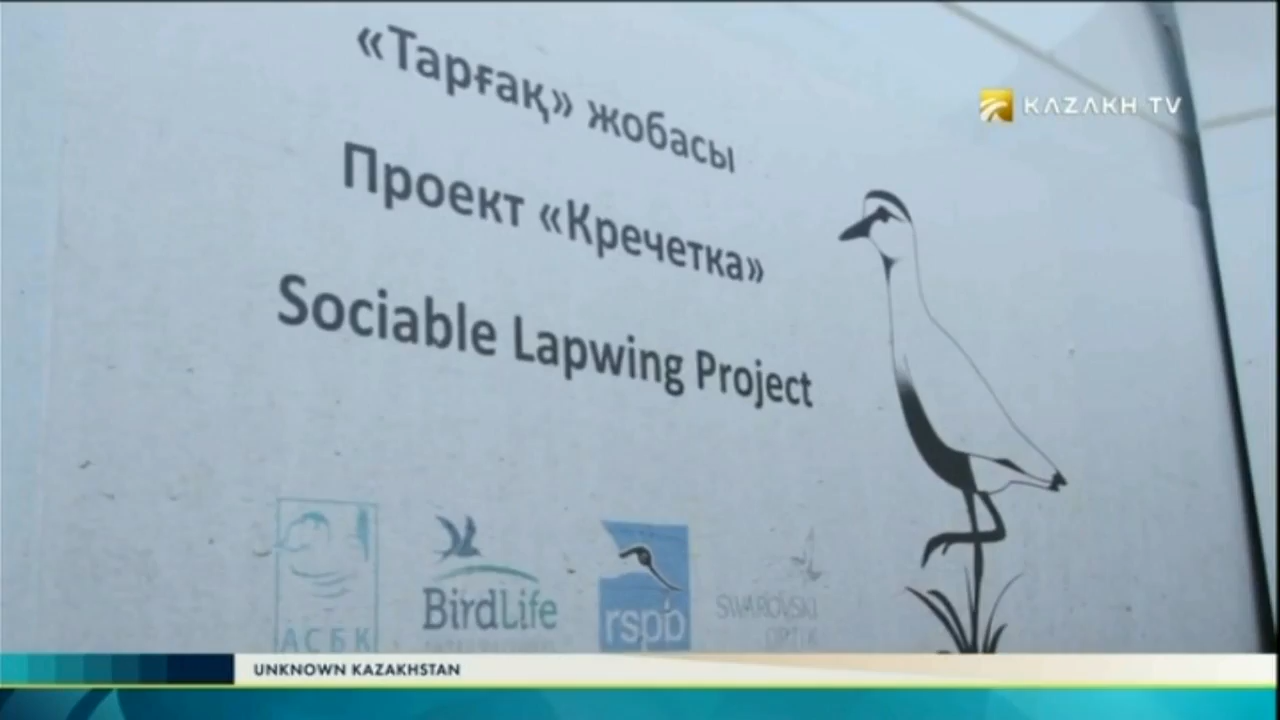 «Тарғақ» жобасы
KAZAKH TV
Проект «Кречетка»
Sociable Lapwing Project
АСБК
BirdLife
rspb
SWAROVSKI
OPTIK
UNKNOWN KAZAKHSTAN